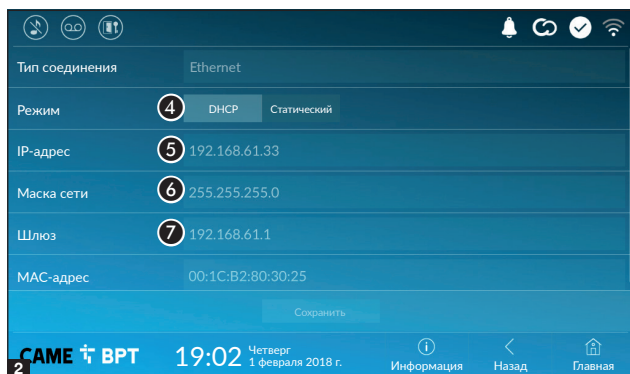 Тип соединения Ethernet
Режим 4 DHCP Статический
IP-адрес 5 192.168.61.33
Маска сети 6 255.255.255.0
Шлюз 7 192.168.61.1
MAC-адрес 00:1C:B2:80:30:25
Сохранить
2 CAME BPT 19:02 Четверг
1 февраля 2018 г.
Информация Назад Главная